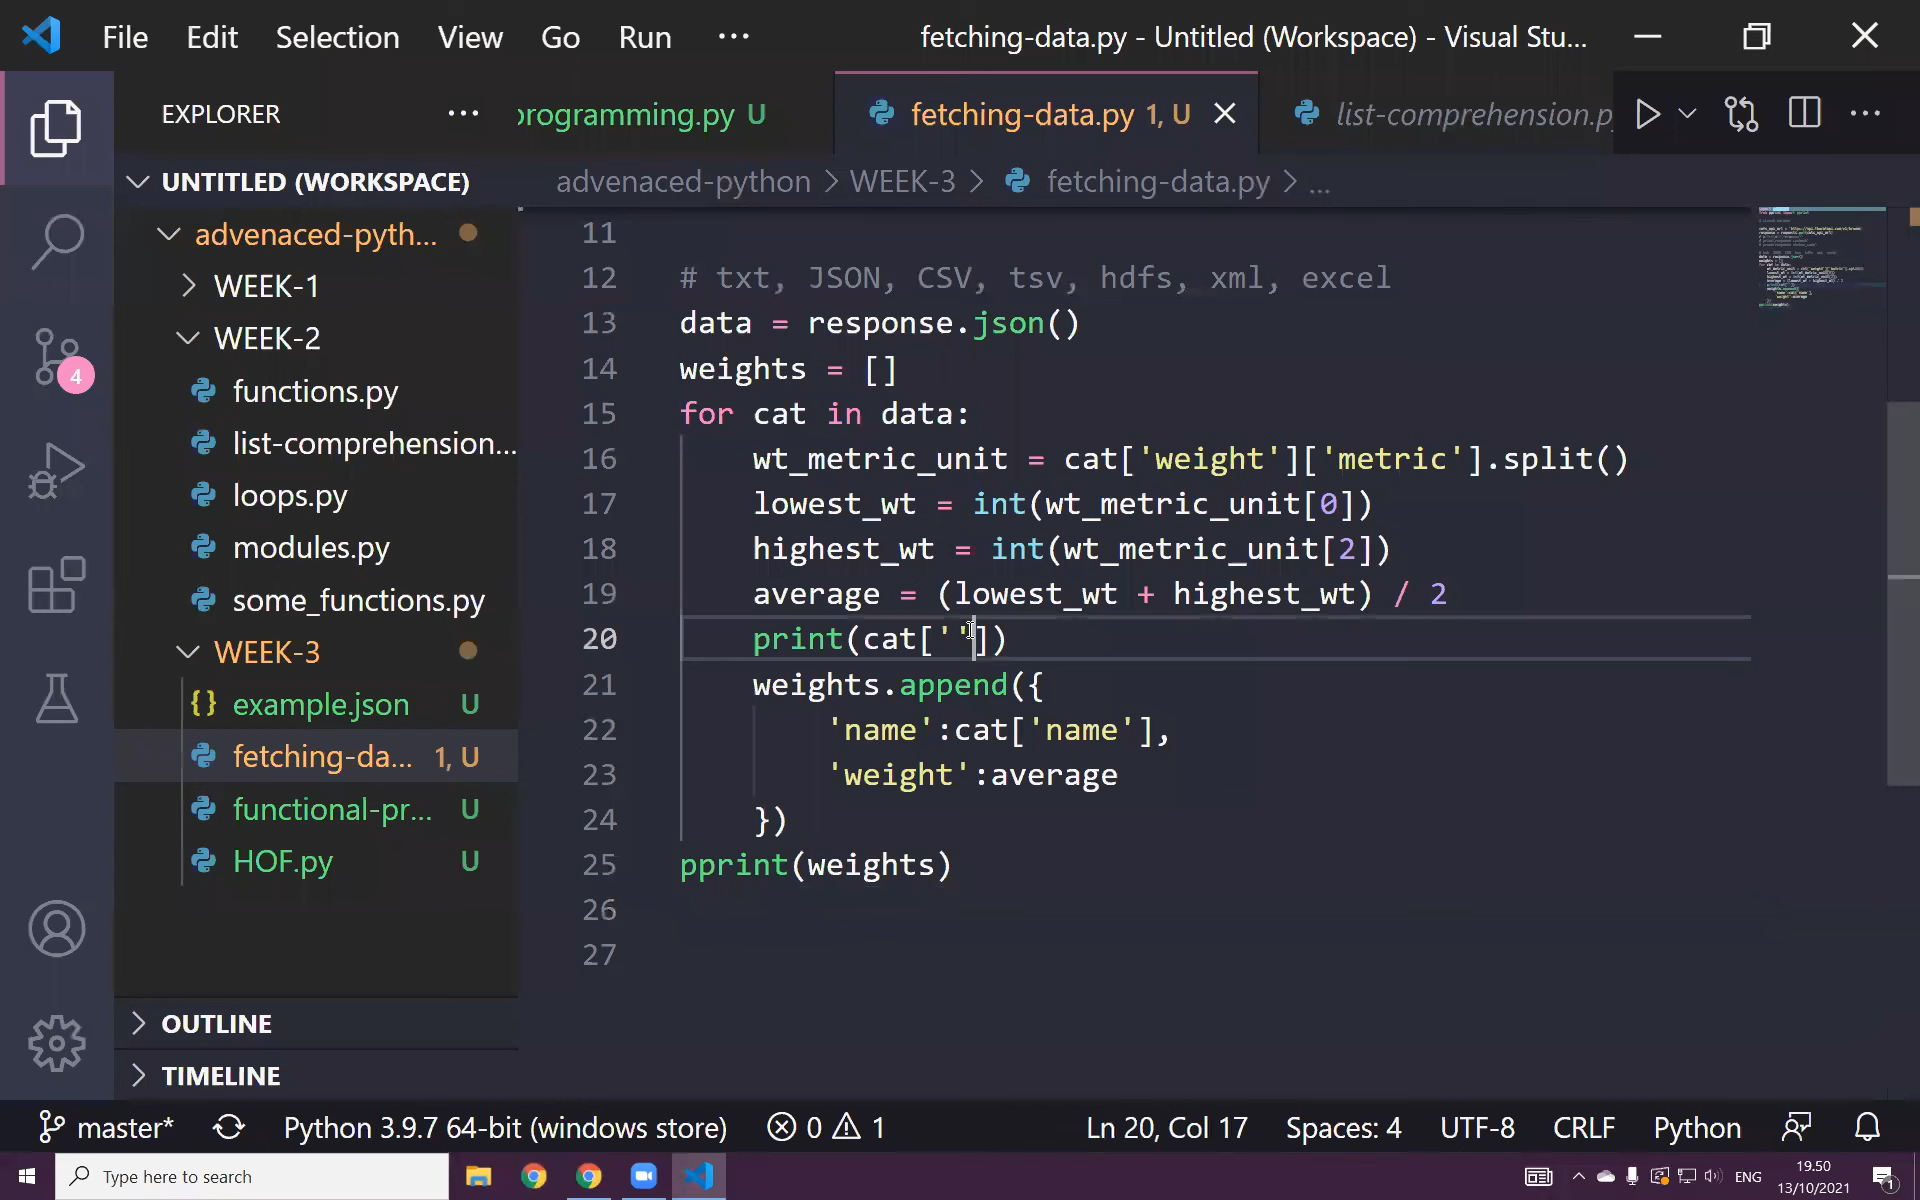 File Edit Selection View Go Run ··· fetching-data.py - Untitled (Workspace) - Visual Stu...
EXPLORER ··· programming.py U fetching-data.py 1, U list-comprehension.p
UNTITLED (WORKSPACE) advenaced-python > WEEK-3 > fetching-data.py > ...
advenaced-pyth...
WEEK-1
WEEK-2
functions.py
list-comprehension...
loops.py
modules.py
some_functions.py
WEEK-3
example.json U
fetching-da... 1, U
functional-pr... U
HOF.py U
OUTLINE
TIMELINE
4
11
12 # txt, JSON, CSV, tsv, hdfs, xml, excel
13 data = response.json()
14 weights = []
15 for cat in data:
16 wt_metric_unit = cat['weight']['metric'].split()
17 lowest_wt = int(wt_metric_unit[0])
18 highest_wt = int(wt_metric_unit[2])
19 average = (lowest_wt + highest_wt) / 2
20 print(cat[''])
21 weights.append({
22 'name':cat['name'],
23 'weight':average
24 })
25 pprint(weights)
26
27
master* Python 3.9.7 64-bit (windows store) 0 1 Ln 20, Col 17 Spaces: 4 UTF-8 CRLF Python
Type here to search ENG 19.50
13/10/2021 1